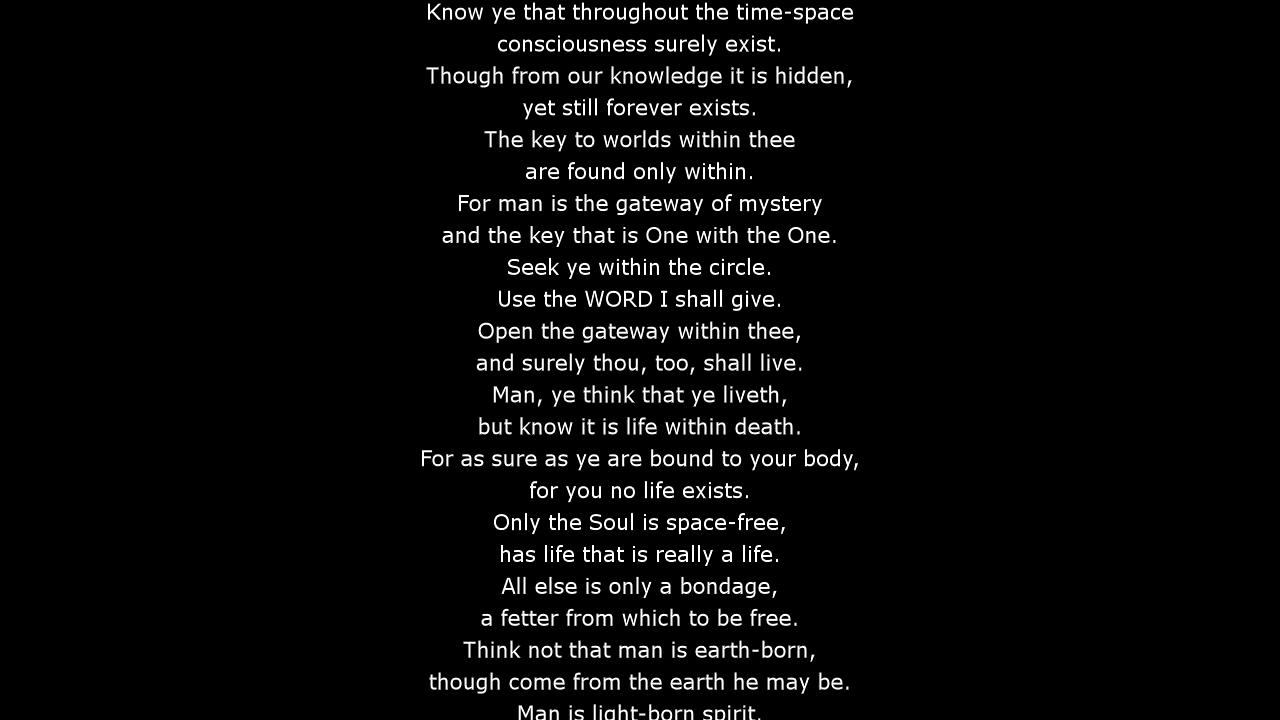 Know ye that throughout the time-space
consciousness surely exist.
Though from our knowledge it is hidden,
yet still forever exists.
The key to worlds within thee
are found only within.
For man is the gateway of mystery
and the key that is One with the One.
Seek ye within the circle.
Use the WORD I shall give.
Open the gateway within thee,
and surely thou, too, shall live.
Man, ye think that ye liveth,
but know it is life within death.
For as sure as ye are bound to your body,
for you no life exists.
Only the Soul is space-free,
has life that is really a life.
All else is only a bondage,
a fetter from which to be free.
Think not that man is earth-born,
though come from the earth he may be.
Man is light-born spirit.